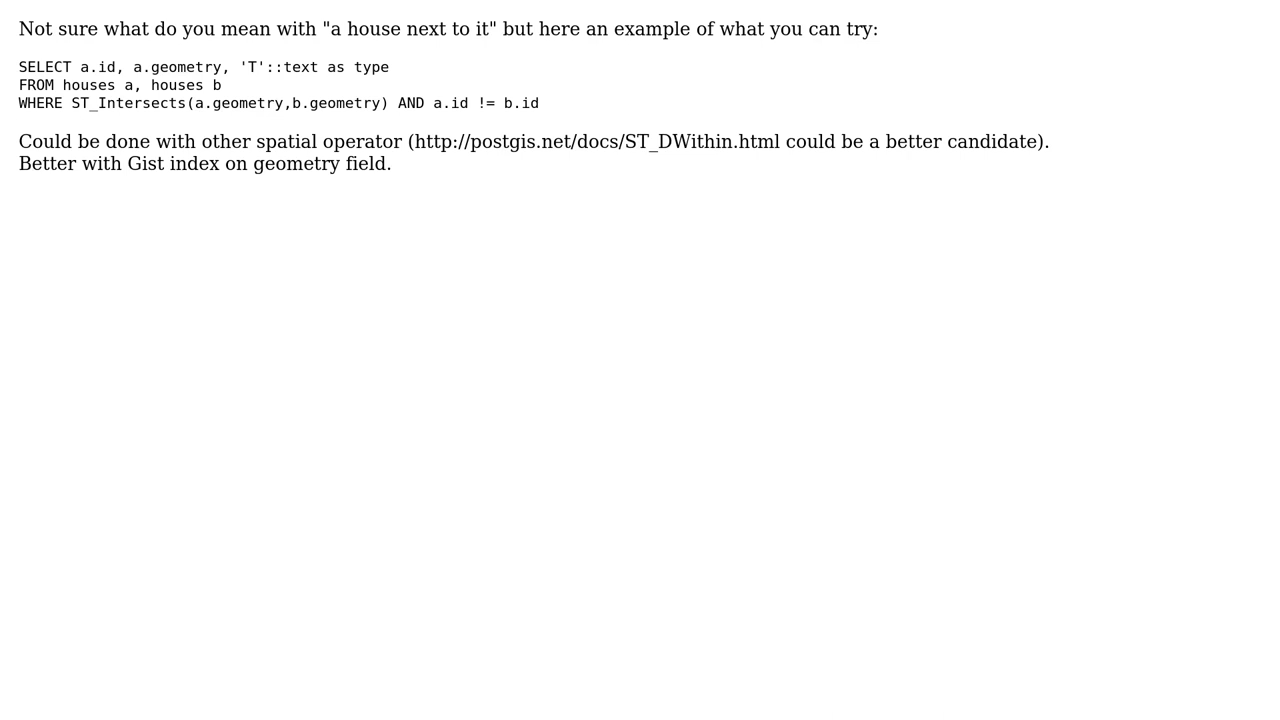 Not sure what do you mean with "a house next to it" but here an example of what you can try:
SELECT a.id, a.geometry, 'T'::text as type
FROM houses a, houses b
WHERE ST_Intersects(a.geometry,b.geometry) AND a.id != b.id
Could be done with other spatial operator (http://postgis.net/docs/ST_DWithin.html could be a better candidate).
Better with Gist index on geometry field.